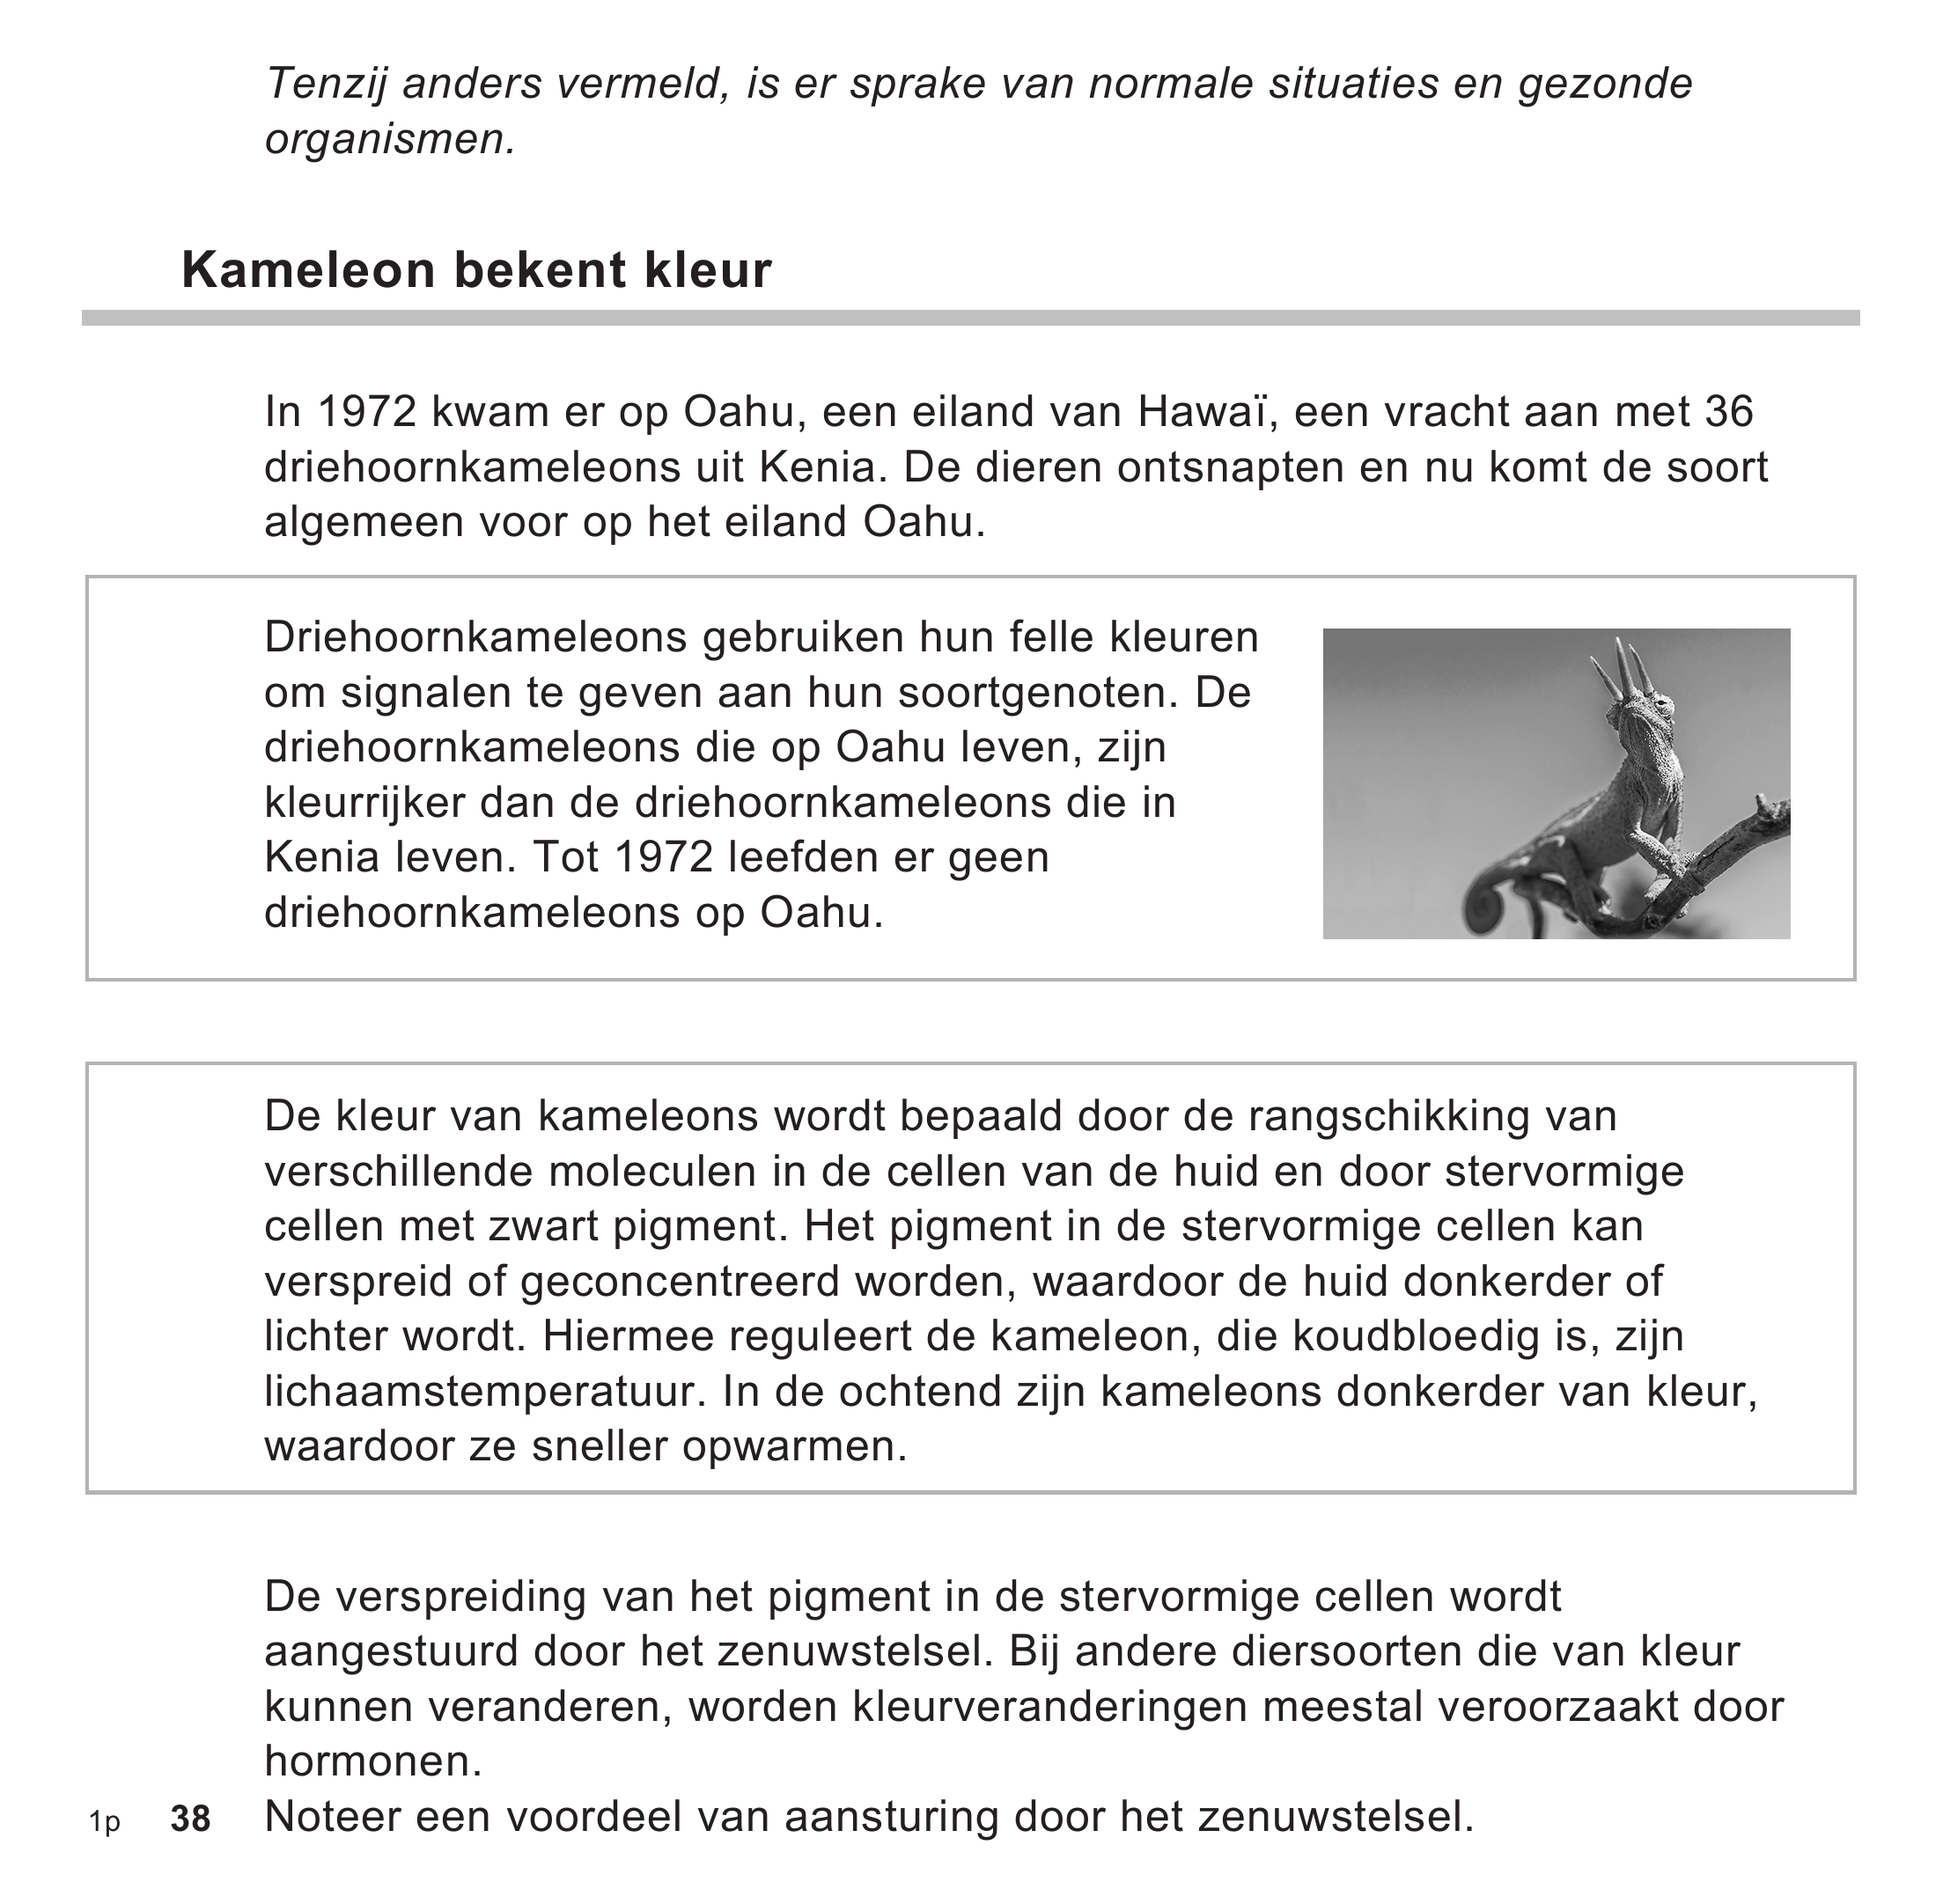 Tenzij anders vermeld, is er sprake van normale situaties en gezonde
organismen.
Kameleon bekent kleur
In 1972 kwam er op Oahu, een eiland van Hawaï, een vracht aan met 36
driehoornkameleons uit Kenia. De dieren ontsnapten en nu komt de soort
algemeen voor op het eiland Oahu.
Driehoornkameleons gebruiken hun felle kleuren
om signalen te geven aan hun soortgenoten. De
driehoornkameleons die op Oahu leven, zijn
kleurrijker dan de driehoornkameleons die in
Kenia leven. Tot 1972 leefden er geen
driehoornkameleons op Oahu.
De kleur van kameleons wordt bepaald door de rangschikking van
verschillende moleculen in de cellen van de huid en door stervormige
cellen met zwart pigment. Het pigment in de stervormige cellen kan
verspreid of geconcentreerd worden, waardoor de huid donkerder of
lichter wordt. Hiermee reguleert de kameleon, die koudbloedig is, zijn
lichaamstemperatuur. In de ochtend zijn kameleons donkerder van kleur,
waardoor ze sneller opwarmen.
De verspreiding van het pigment in de stervormige cellen wordt
aangestuurd door het zenuwstelsel. Bij andere diersoorten die van kleur
kunnen veranderen, worden kleurveranderingen meestal veroorzaakt door
hormonen.
1p 38 Noteer een voordeel van aansturing door het zenuwstelsel.